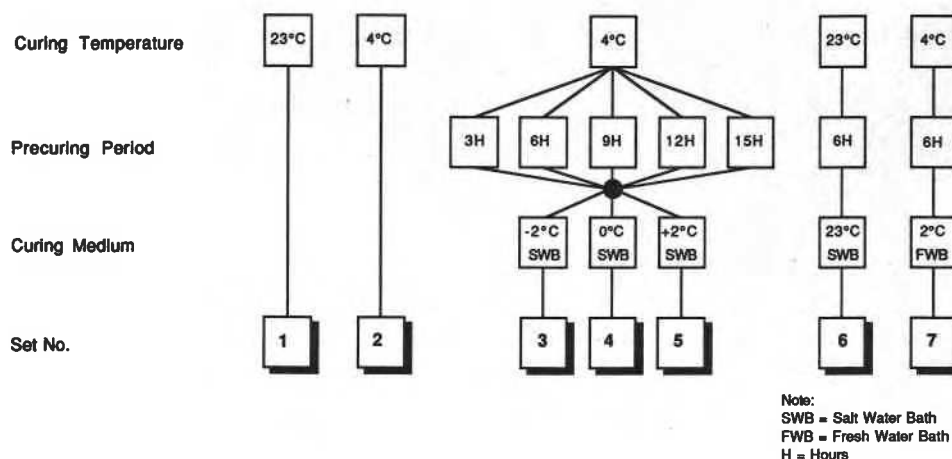 Curing Temperature 23°C 4°C 4°C 23°C 4°C
Precuring Period 3H 6H 9H 12H 15H 6H 6H
Curing Medium -2°C 0°C +2°C 23°C 2°C
SWB SWB SWB SWB FWB
Set No. 1 2 3 4 5 6 7
Note:
SWB = Salt Water Bath
FWB = Fresh Water Bath
H = Hours